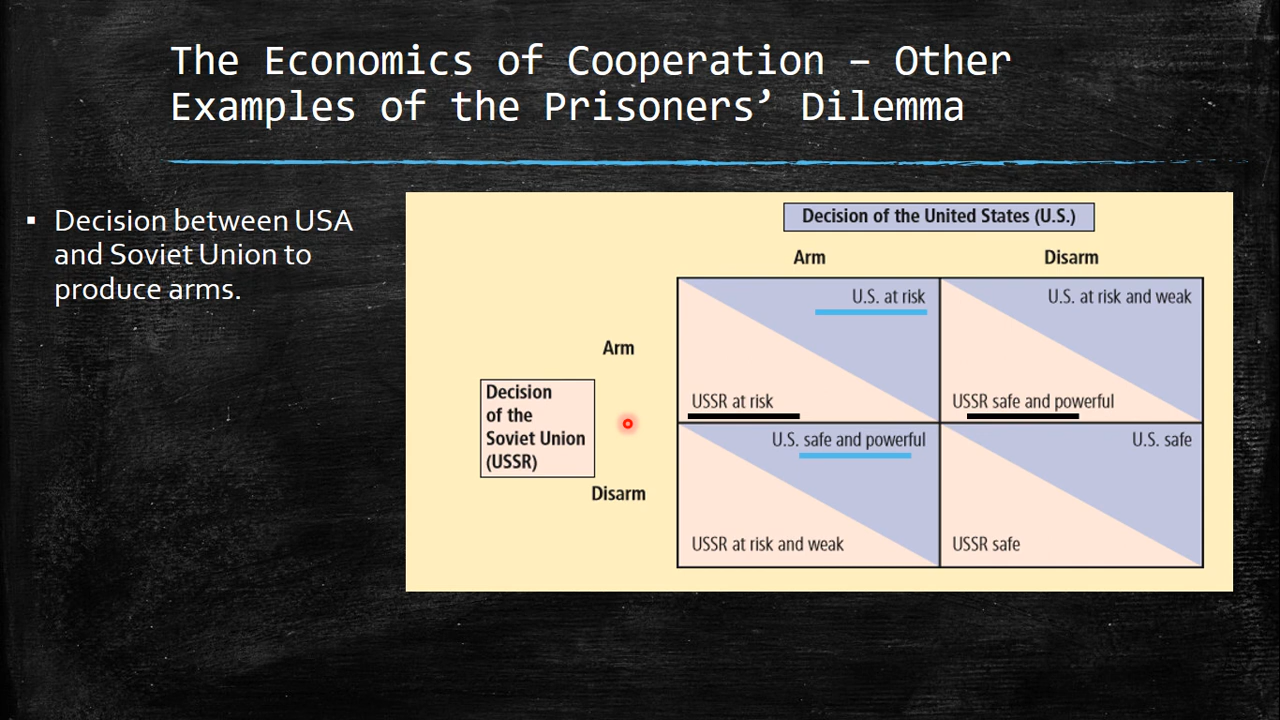 The Economics of Cooperation – Other
Examples of the Prisoners’ Dilemma
▪ Decision between USA
and Soviet Union to
produce arms.
Decision of the United States (U.S.)
Arm
Disarm
Decision
of the
Soviet Union
(USSR)
Arm
U.S. at risk
USSR at risk
U.S. at risk and weak
USSR safe and powerful
Disarm
U.S. safe and powerful
USSR at risk and weak
U.S. safe
USSR safe